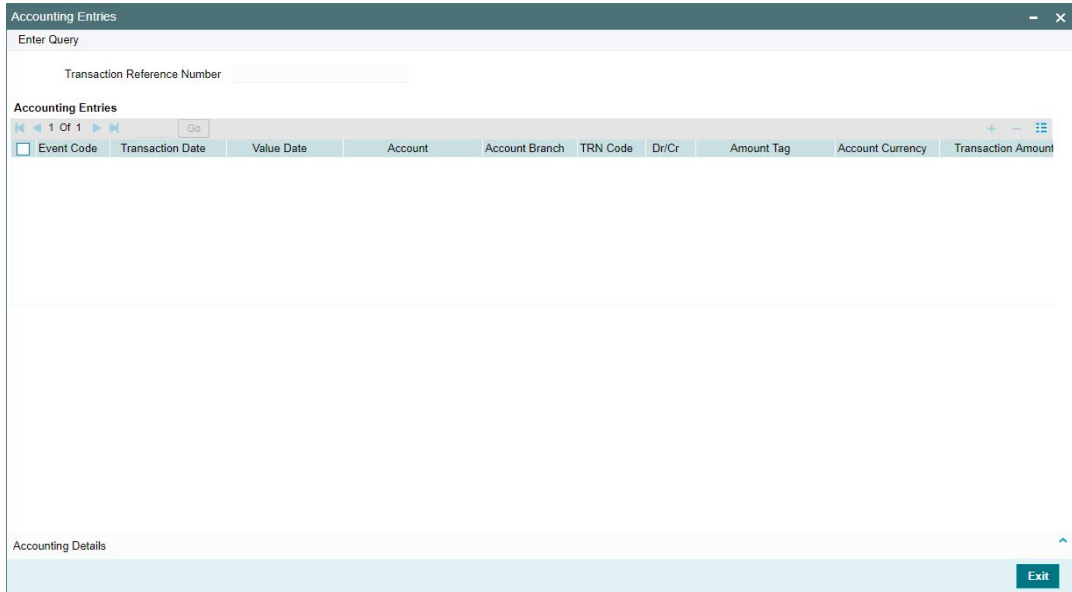 Accounting Entries
Enter Query
Transaction Reference Number
Accounting Entries
1 Of 1 Go
Event Code Transaction Date Value Date Account Account Branch TRN Code Dr/Cr Amount Tag Account Currency Transaction Amount
Accounting Details
Exit